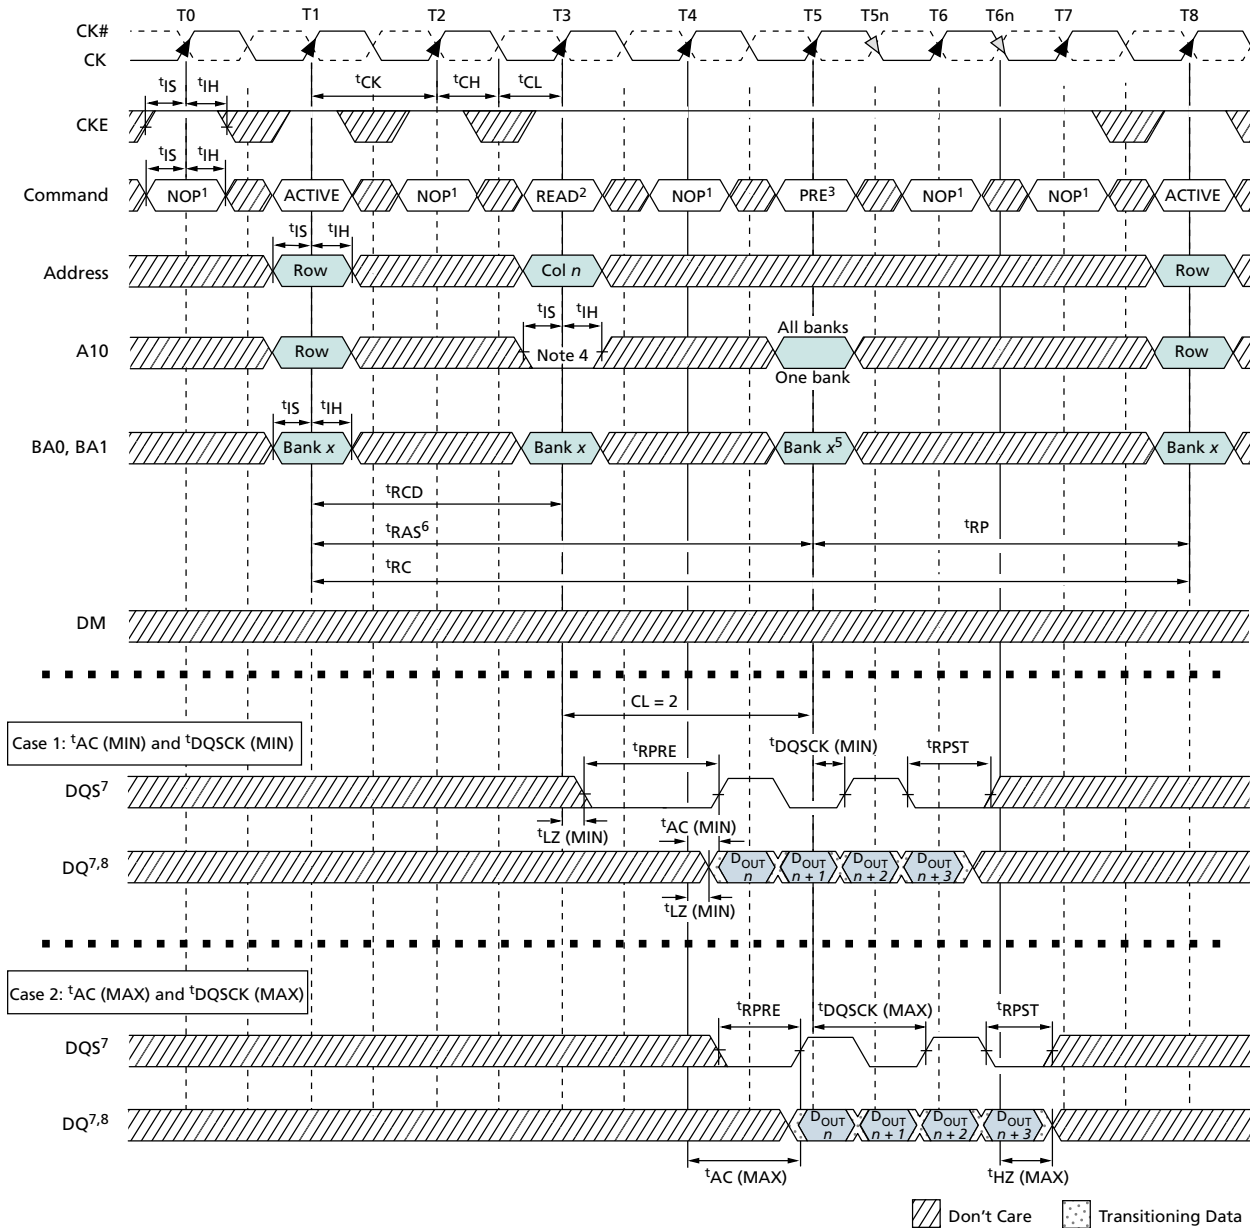 T0 T1 T2 T3 T4 T5 T5n T6 T6n T7 T8
CK#
CK
tIS tIH tCK tCH tCL
CKE
tIS tIH
Command NOP1 ACTIVE NOP1 READ2 NOP1 PRE3 NOP1 NOP1 ACTIVE
tIS tIH
Address Row Col n Row
tIS tIH All banks
A10 Row Note 4 Row
One bank
tIS tIH
BA0, BA1 Bank x Bank x Bank x5 Bank x
tRCD
tRAS6 tRP
tRC
DM
CL = 2
Case 1: tAC (MIN) and tDQSCK (MIN)
tRPRE tDQSCK (MIN) tRPST
DQS7
tLZ (MIN) tAC (MIN)
DQ7,8 DOUT n DOUT n + 1 DOUT n + 2 DOUT n + 3
tLZ (MIN)
Case 2: tAC (MAX) and tDQSCK (MAX)
tRPRE tDQSCK (MAX) tRPST
DQS7
DQ7,8 DOUT n DOUT n + 1 DOUT n + 2 DOUT n + 3
tAC (MAX) tHZ (MAX)
Don't Care Transitioning Data